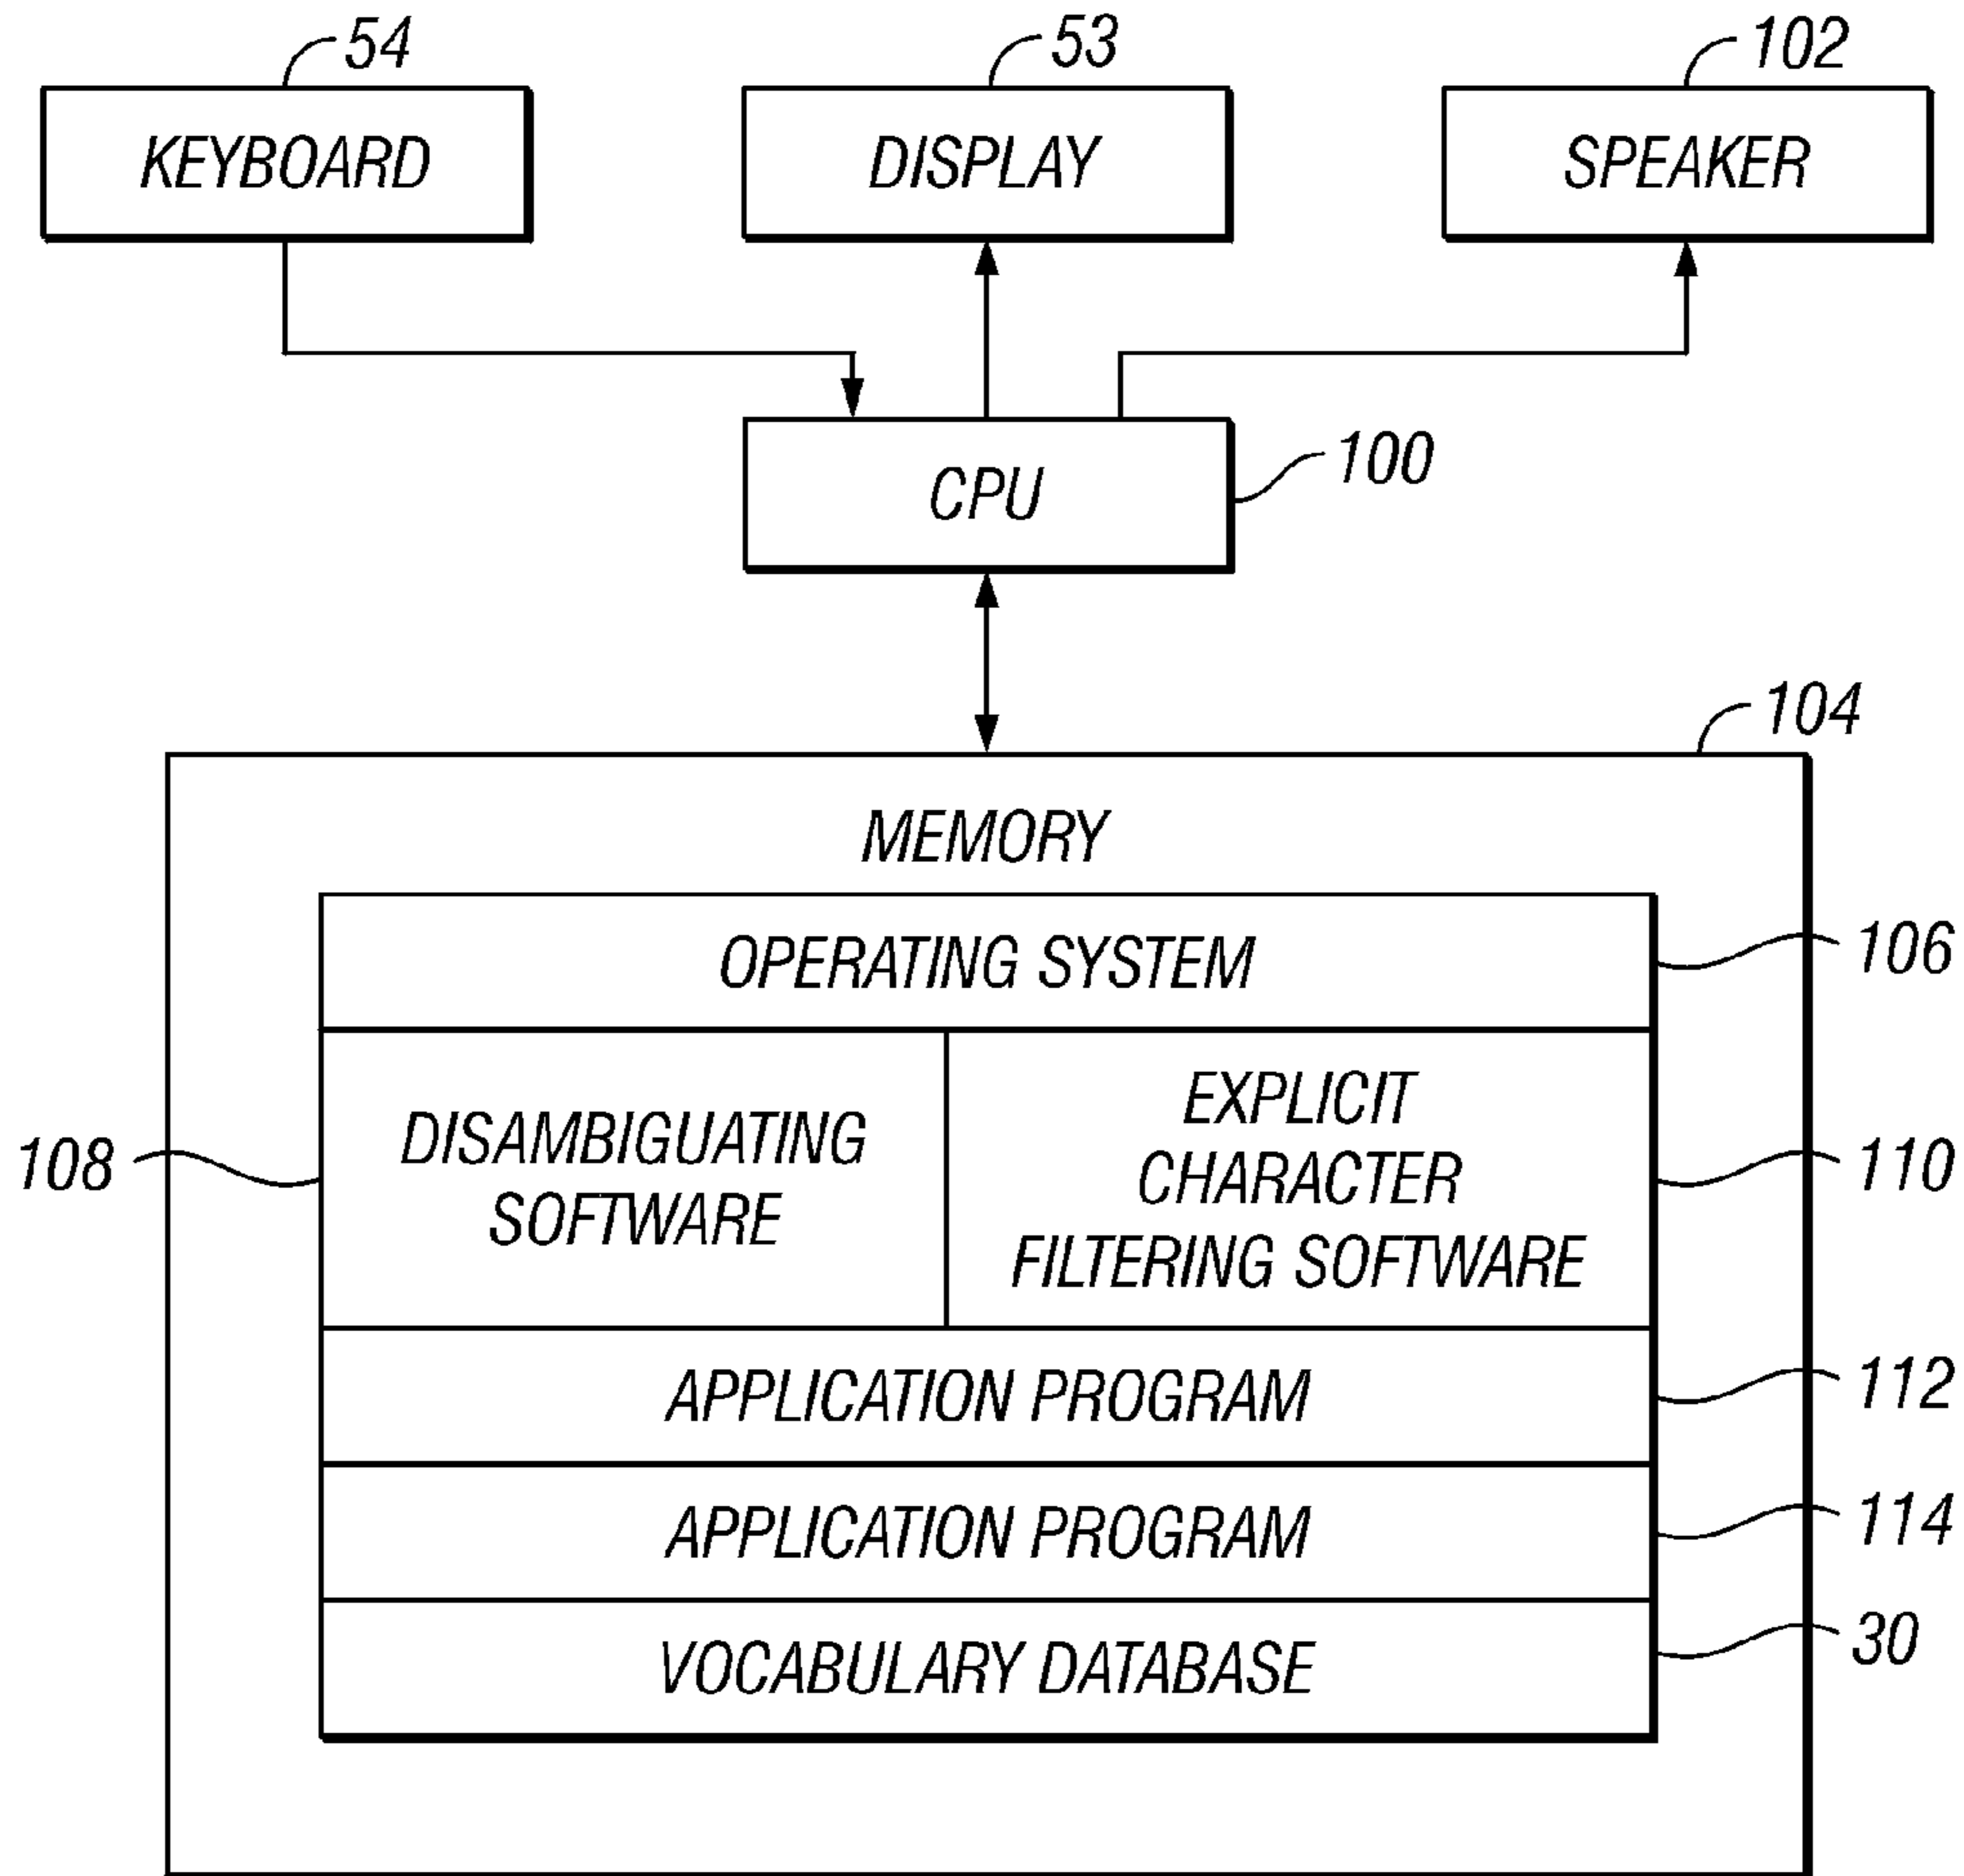 54
53
102
KEYBOARD
DISPLAY
SPEAKER
CPU
100
104
MEMORY
OPERATING SYSTEM
106
108
DISAMBIGUATING
SOFTWARE
EXPLICIT
CHARACTER
FILTERING SOFTWARE
110
APPLICATION PROGRAM
112
APPLICATION PROGRAM
114
VOCABULARY DATABASE
30